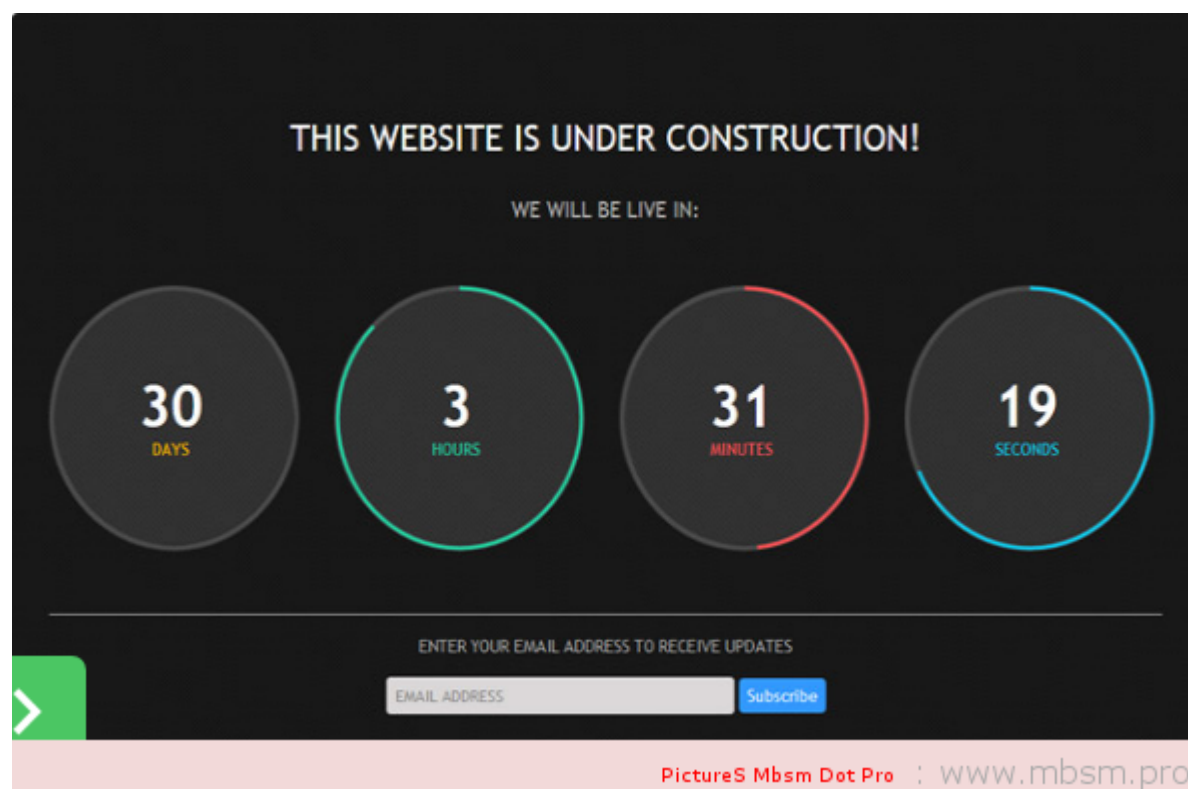 THIS WEBSITE IS UNDER CONSTRUCTION!
WE WILL BE LIVE IN:
30 3 31 19
DAYS HOURS MINUTES SECONDS
ENTER YOUR EMAIL ADDRESS TO RECEIVE UPDATES
EMAIL ADDRESS Subscribe
PictureS Mbsm Dot Pro : www.mbsm.pro